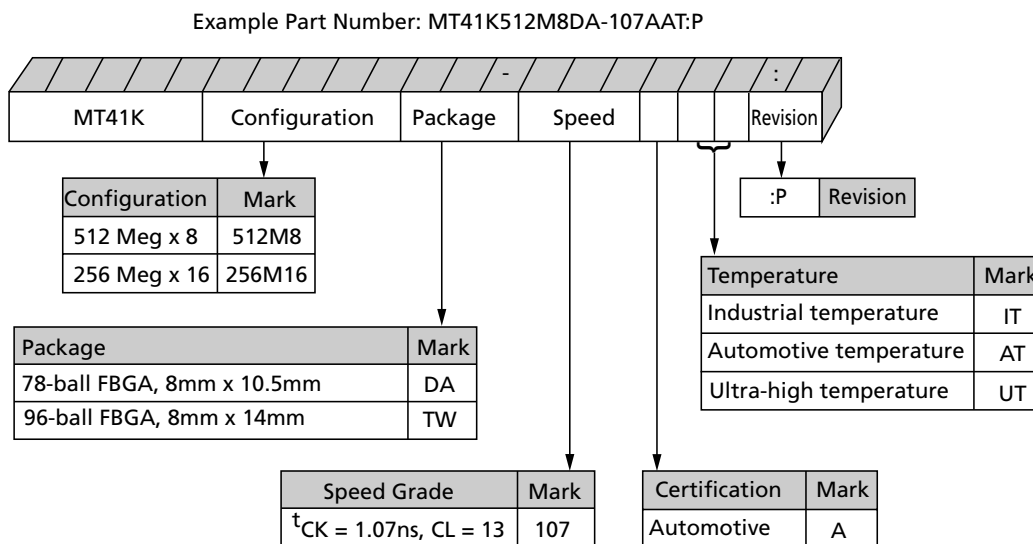 Example Part Number: MT41K512M8DA-107AAT:P
- :
MT41K Configuration Package Speed Revision
Configuration Mark
512 Meg x 8 512M8
256 Meg x 16 256M16
:P Revision
Package Mark
78-ball FBGA, 8mm x 10.5mm DA
96-ball FBGA, 8mm x 14mm TW
Temperature Mark
Industrial temperature IT
Automotive temperature AT
Ultra-high temperature UT
Speed Grade Mark
tCK = 1.07ns, CL = 13 107
Certification Mark
Automotive A